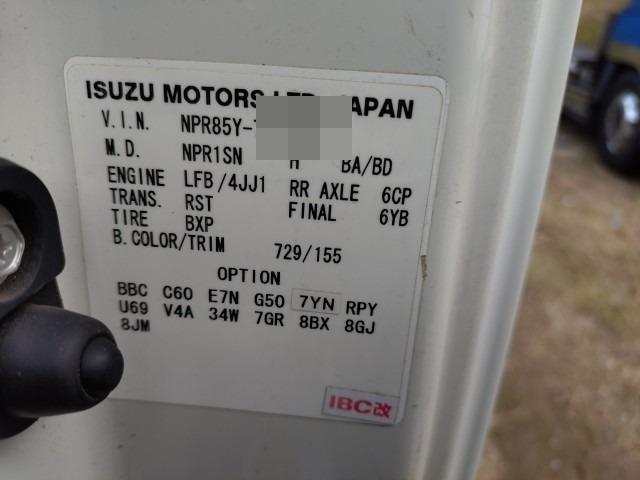 ISUZU MOTORS LTD. JAPAN
V.I.N. NPR85Y-
M.D. NPR1SN H BA/BD
ENGINE LFB/4JJ1 RR AXLE 6CP
TRANS. RST FINAL 6YB
TIRE BXP
B.COLOR/TRIM 729/155
OPTION
BBC C60 E7N G50 7YN RPY
U69 V4A 34W 7GR 8BX 8GJ
8JM
IBC改